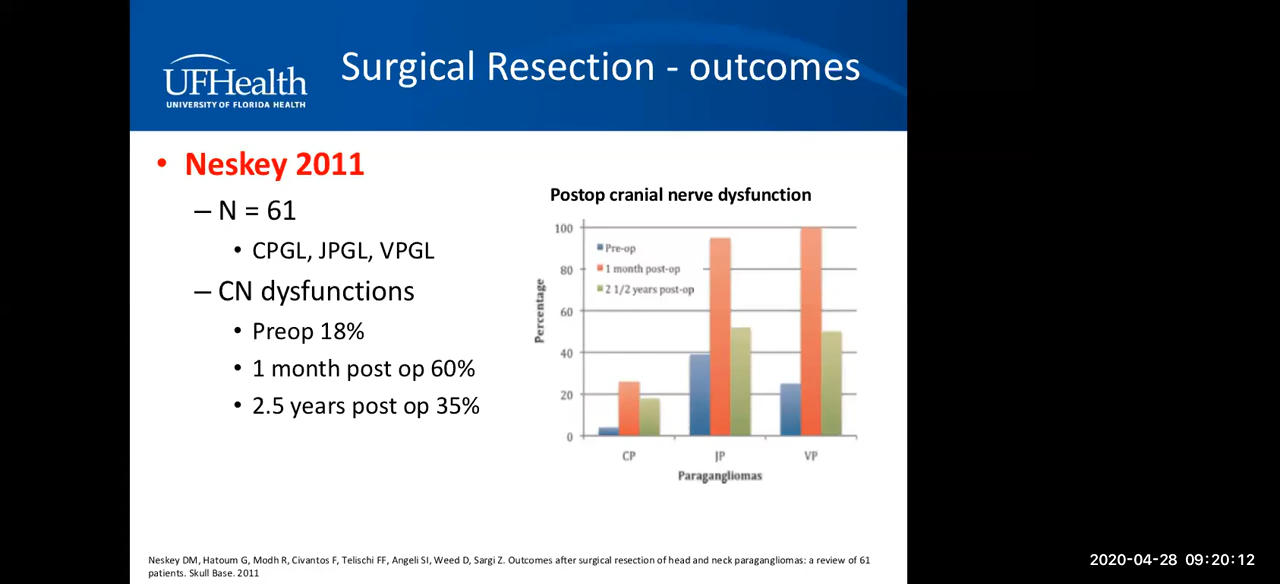 UFHealth
UNIVERSITY OF FLORIDA HEALTH
Surgical Resection - outcomes
• Neskey 2011
– N = 61
• CPGL, JPGL, VPGL
– CN dysfunctions
• Preop 18%
• 1 month post op 60%
• 2.5 years post op 35%
Postop cranial nerve dysfunction
Percentage
100
80
60
40
20
0
Pre-op
1 month post-op
2 1/2 years post-op
CP JP VP
Paragangliomas
Neskey DM, Hatoum G, Modh R, Civantos F, Telischi FF, Angeli SI, Weed D, Sargi Z. Outcomes after surgical resection of head and neck paragangliomas: a review of 61
patients. Skull Base. 2011
2020-04-28 09:20:12